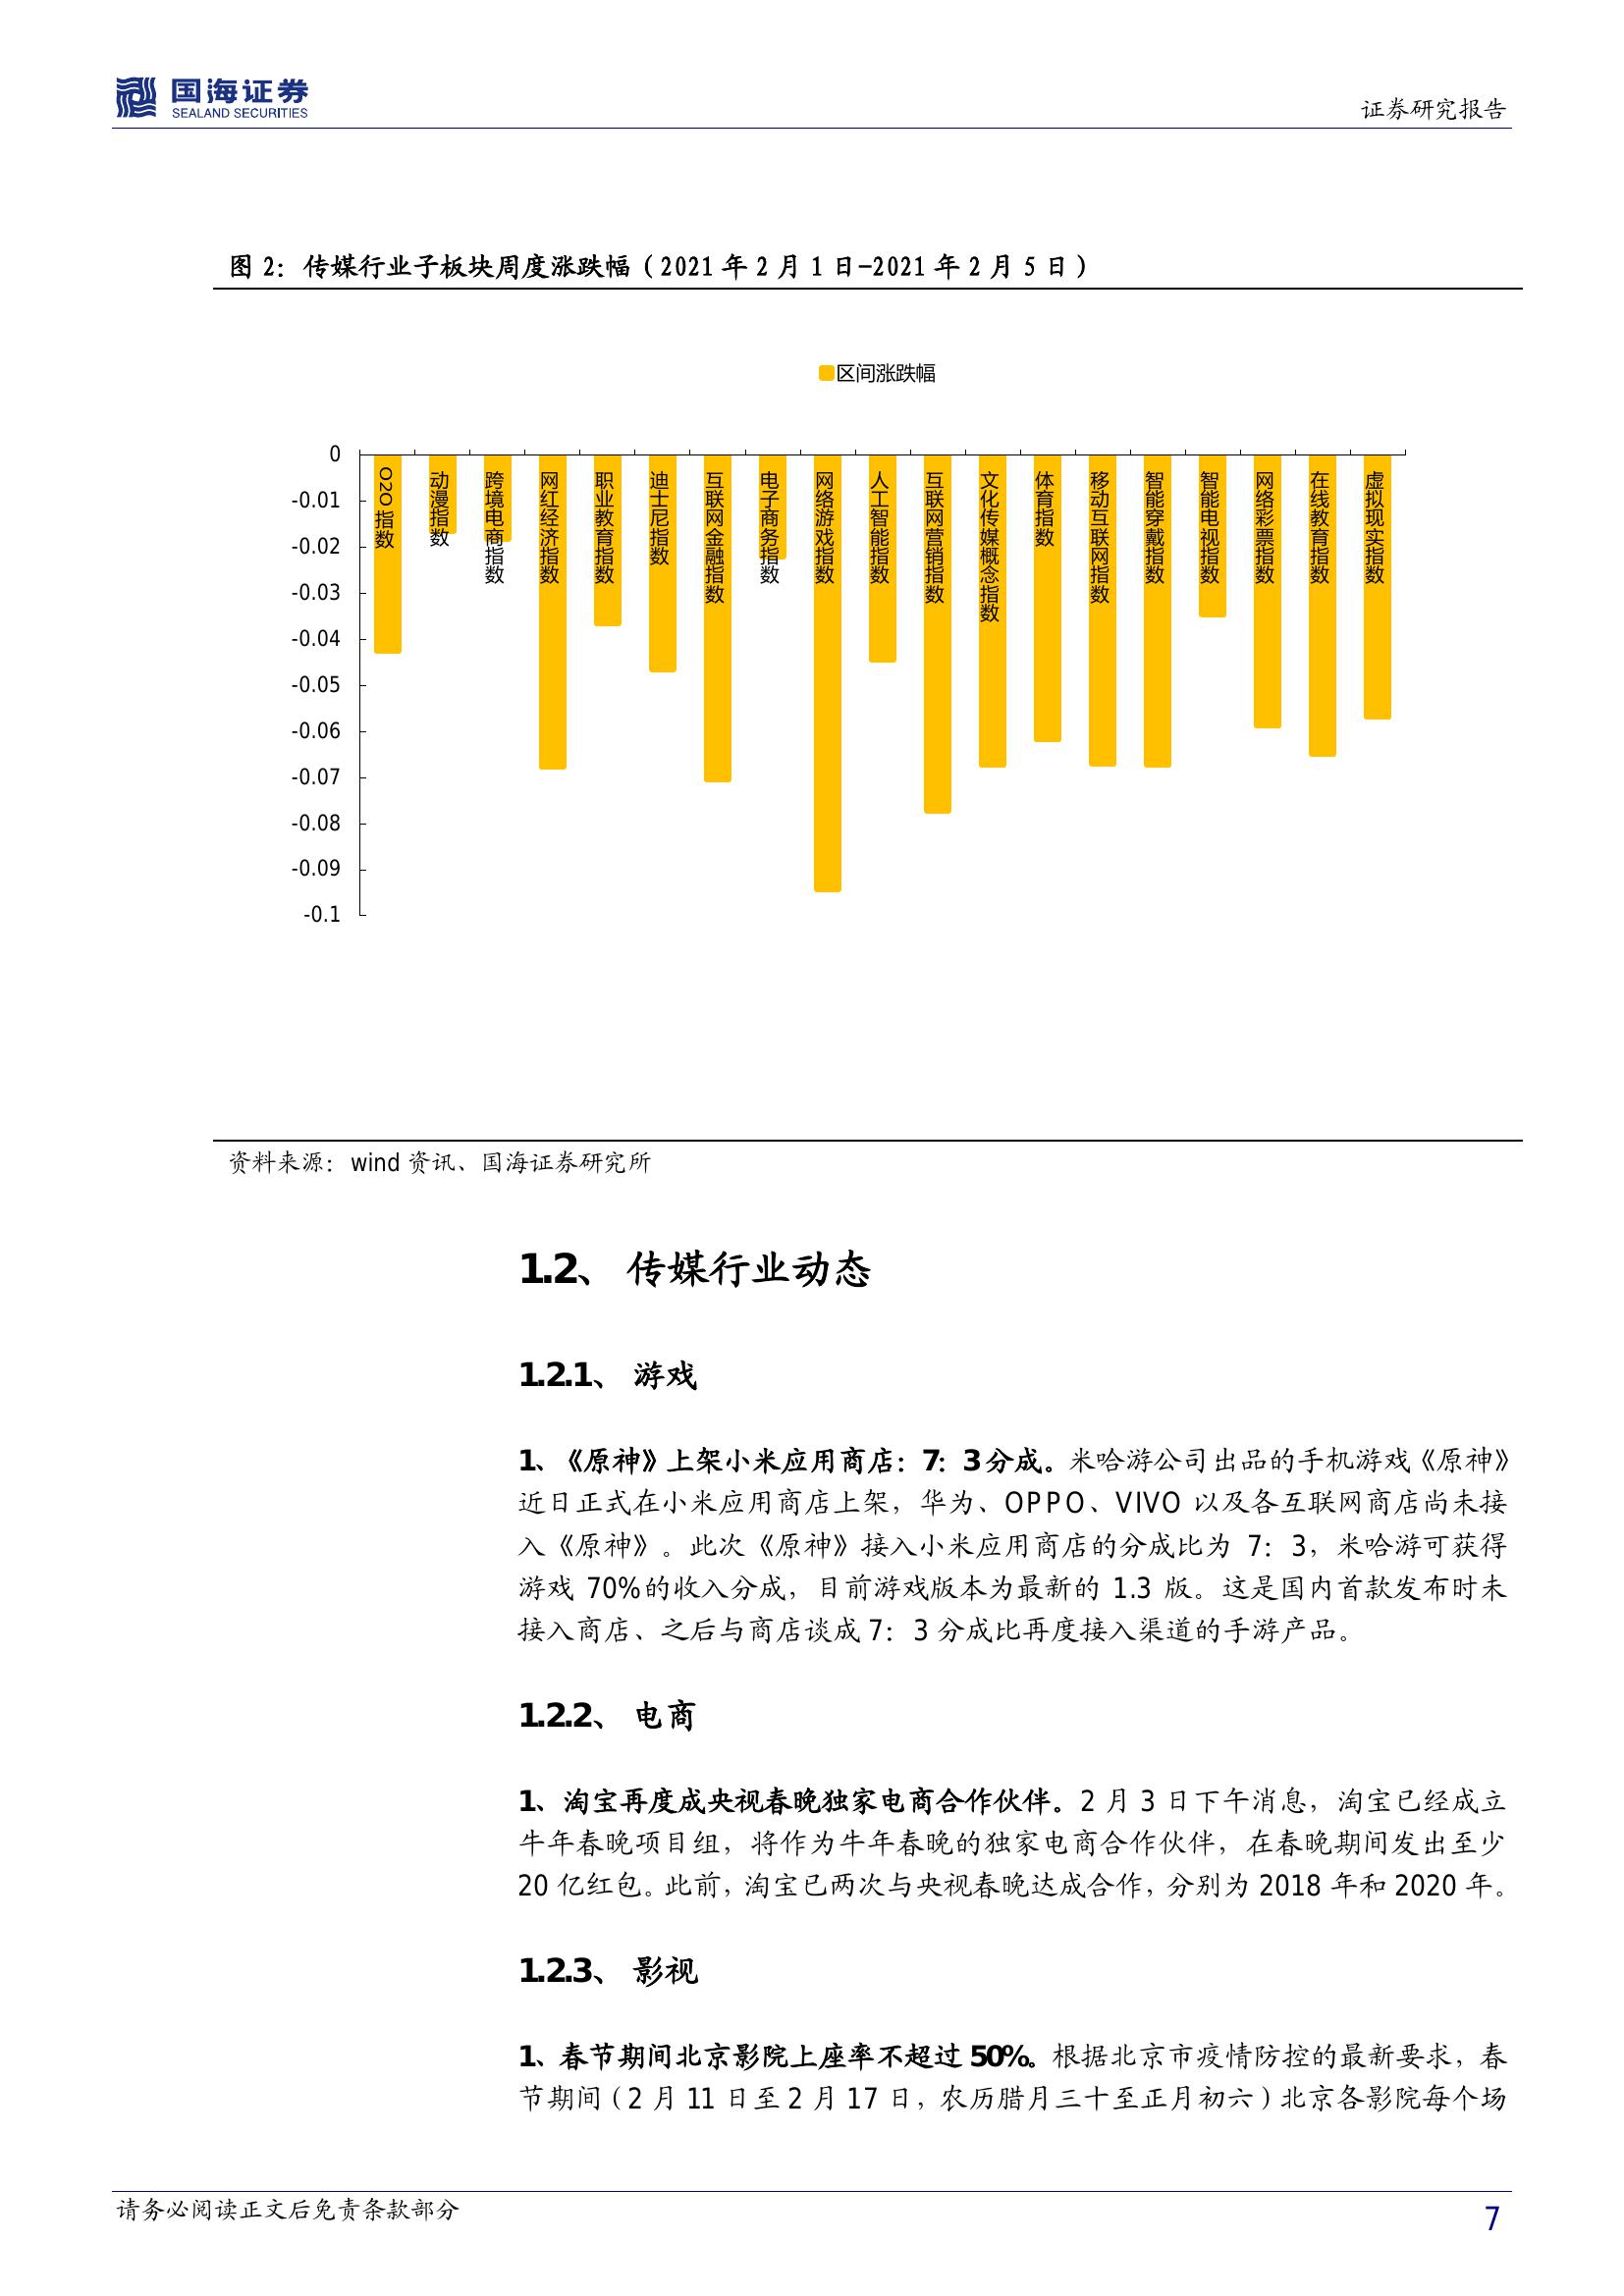 国海证券
SEALAND SECURITIES
证券研究报告
图 2：传媒行业子板块周度涨跌幅（2021 年 2 月 1 日-2021 年 2 月 5 日）
区间涨跌幅
0
-0.01
-0.02
-0.03
-0.04
-0.05
-0.06
-0.07
-0.08
-0.09
-0.1
O2O指数
动漫指数
跨境电商指数
网红经济指数
职业教育指数
迪士尼指数
互联网金融指数
电子商务指数
网络游戏指数
人工智能指数
互联网营销指数
文化传媒概念指数
体育指数
移动互联网指数
智能穿戴指数
智能电视指数
网络彩票指数
在线教育指数
虚拟现实指数
资料来源：wind 资讯、国海证券研究所
1.2、 传媒行业动态
1.2.1、 游戏
1、《原神》上架小米应用商店：7：3 分成。米哈游公司出品的手机游戏《原神》
近日正式在小米应用商店上架，华为、OPPO、VIVO 以及各互联网商店尚未接
入《原神》。此次《原神》接入小米应用商店的分成比为 7：3，米哈游可获得
游戏 70%的收入分成，目前游戏版本为最新的 1.3 版。这是国内首款发布时未
接入商店、之后与商店谈成 7：3 分成比再度接入渠道的手游产品。
1.2.2、 电商
1、淘宝再度成央视春晚独家电商合作伙伴。2 月 3 日下午消息，淘宝已经成立
牛年春晚项目组，将作为牛年春晚的独家电商合作伙伴，在春晚期间发出至少
20 亿红包。此前，淘宝已两次与央视春晚达成合作，分别为 2018 年和 2020 年。
1.2.3、 影视
1、春节期间北京影院上座率不超过 50%。根据北京市疫情防控的最新要求，春
节期间（2 月 11 日至 2 月 17 日，农历腊月三十至正月初六）北京各影院每个场
请务必阅读正文后免责条款部分
7